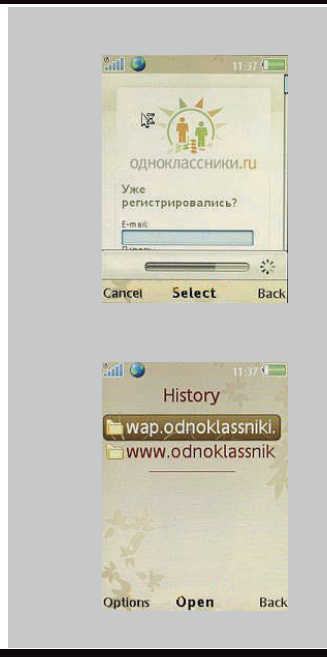 11:37
одноклассники.ru
Уже
регистрировались?
E-mail:
Пароль:
Cancel Select Back
11:37
History
wap.odnoklassniki.
www.odnoklassnik
Options Open Back